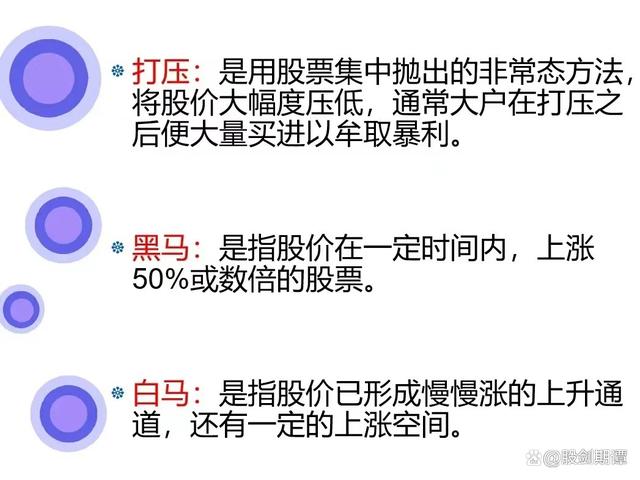 打压：是用股票集中抛出的非常态方法，
将股价大幅度压低，通常大户在打压之
后便大量买进以牟取暴利。
黑马：是指股价在一定时间内，上涨
50%或数倍的股票。
白马：是指股价已形成慢慢涨的上升通
道，还有一定的上涨空间。
@股剑期谭